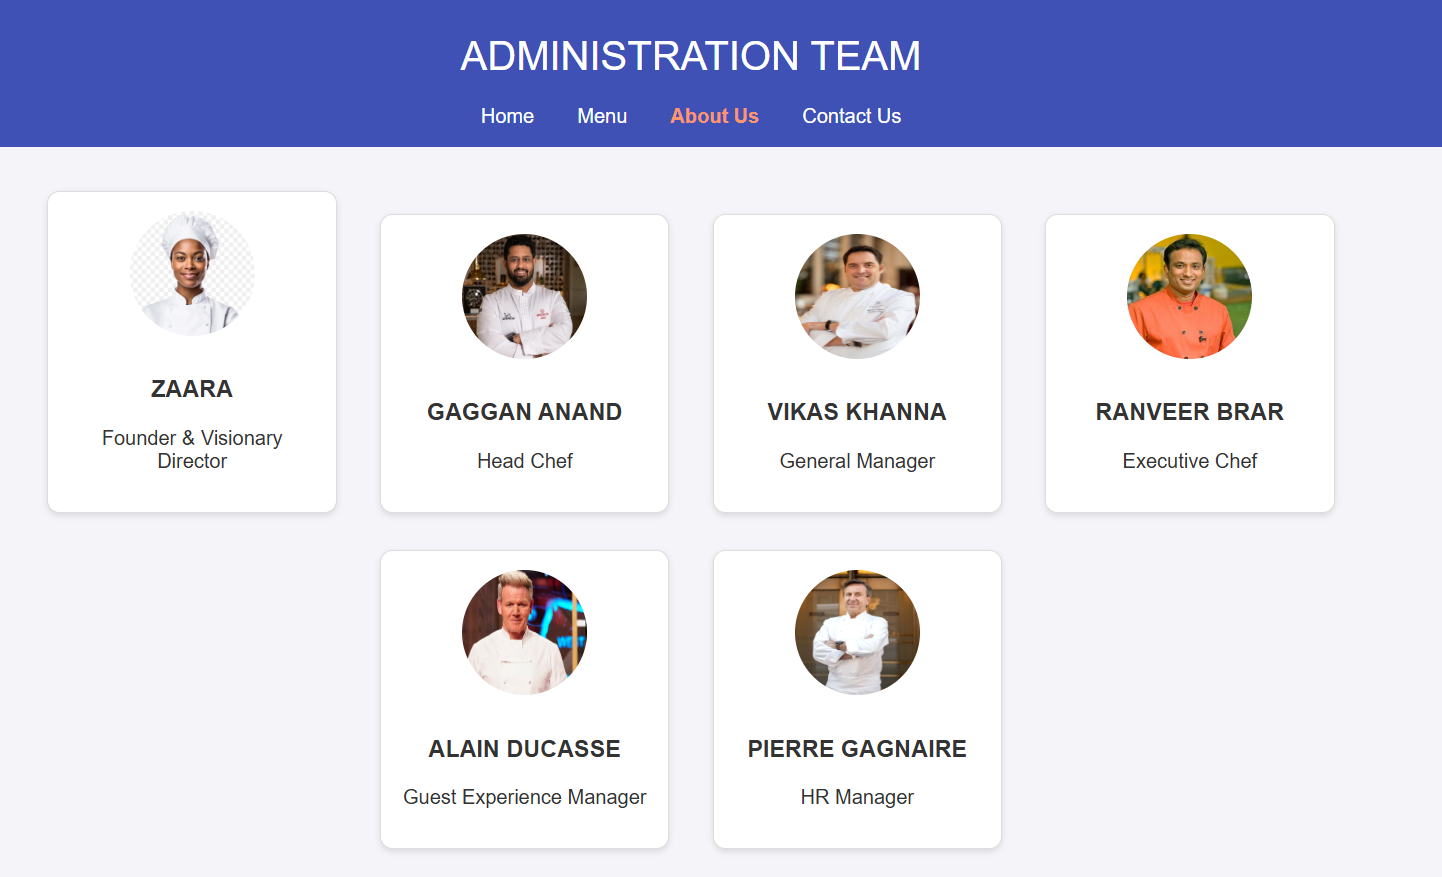 ADMINISTRATION TEAM
Home Menu About Us Contact Us
ZAARA
Founder & Visionary
Director
GAGGAN ANAND
Head Chef
VIKAS KHANNA
General Manager
RANVEER BRAR
Executive Chef
ALAIN DUCASSE
Guest Experience Manager
PIERRE GAGNAIRE
HR Manager